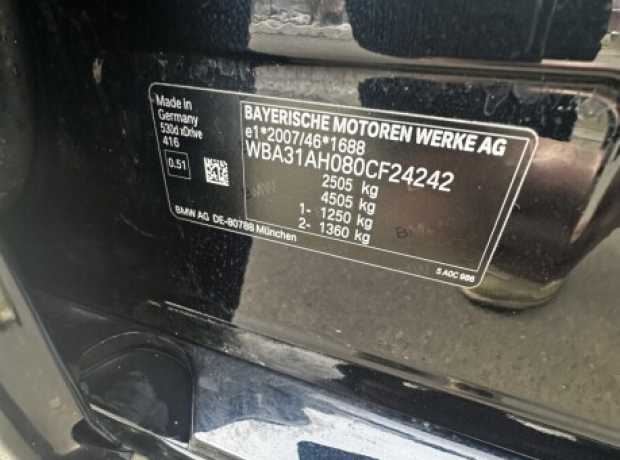 Made in
Germany
530d xDrive
416
0.51
BAYERISCHE MOTOREN WERKE AG
e1*2007/46*1688
WBA31AH080CF24242
2505 kg
4505 kg
1- 1250 kg
2- 1360 kg
BMW AG DE-80788 München
5 A0C 986